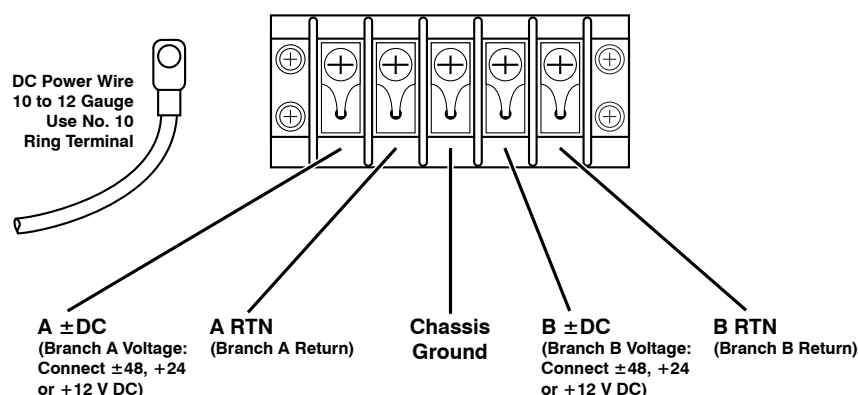 DC Power Wire
10 to 12 Gauge
Use No. 10
Ring Terminal
A ±DC
(Branch A Voltage:
Connect ±48, +24
or +12 V DC)
A RTN
(Branch A Return)
Chassis
Ground
B ±DC
(Branch B Voltage:
Connect ±48, +24
or +12 V DC)
B RTN
(Branch B Return)